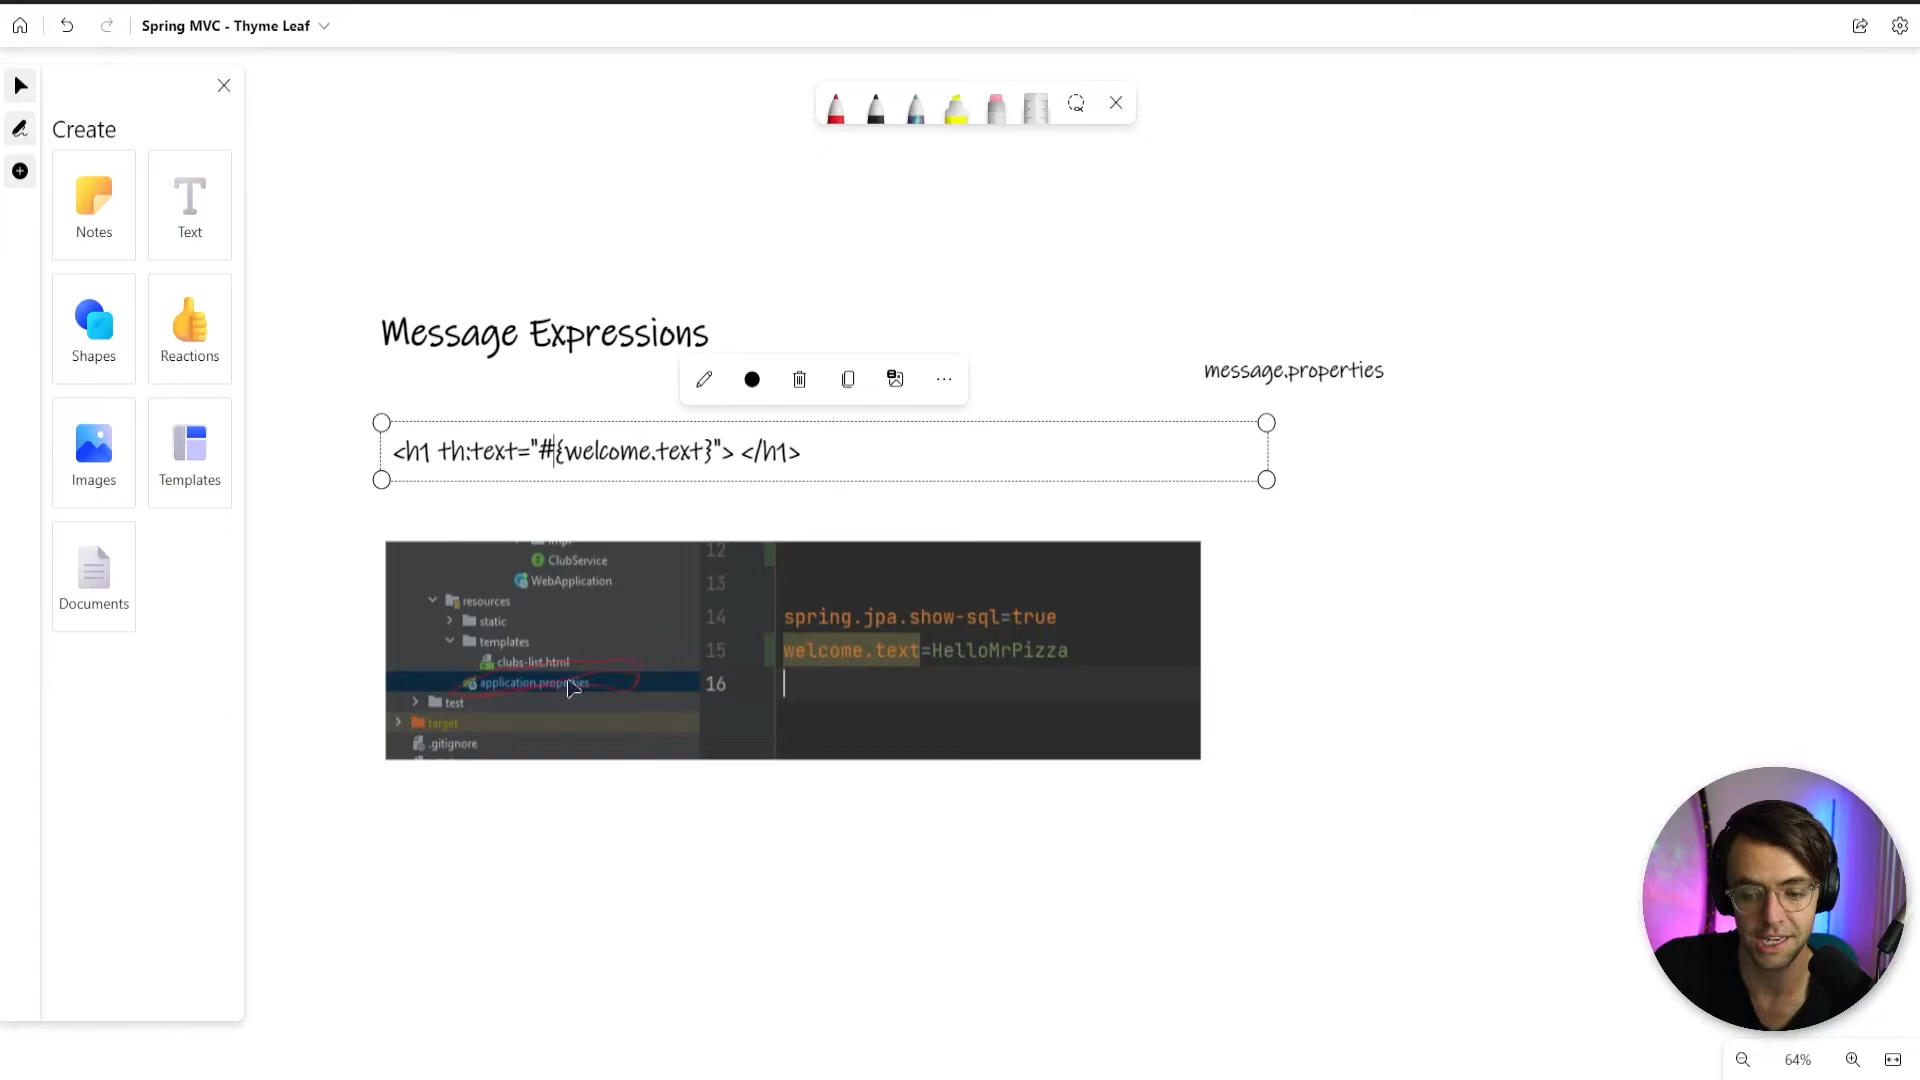 Spring MVC - Thyme Leaf
Create
Notes
Text
Shapes
Reactions
Images
Templates
Documents
Message Expressions
message.properties
<h1 th:text="#{welcome.text}"> </h1>
ClubService
WebApplication
resources
static
templates
clubs-list.html
application.properties
test
target
.gitignore
12
13
14 spring.jpa.show-sql=true
15 welcome.text=HelloMrPizza
16
64%